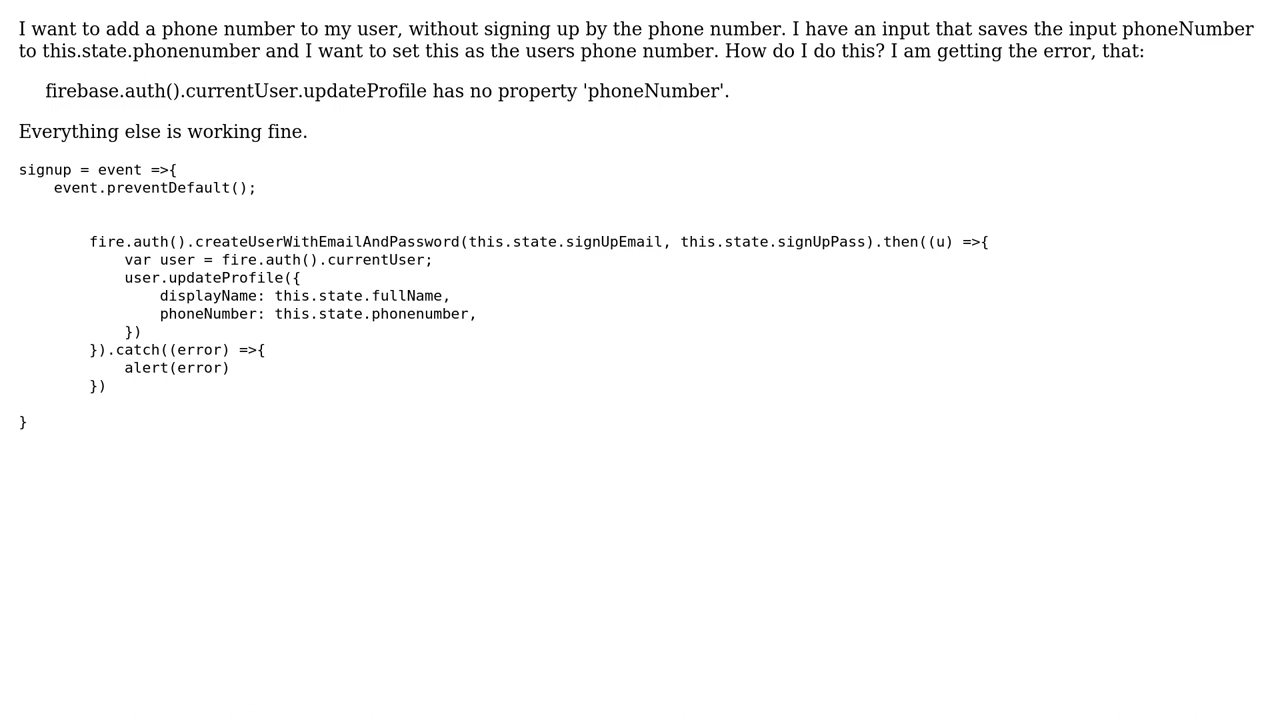 I want to add a phone number to my user, without signing up by the phone number. I have an input that saves the input phoneNumber
to this.state.phonenumber and I want to set this as the users phone number. How do I do this? I am getting the error, that:
firebase.auth().currentUser.updateProfile has no property 'phoneNumber'.
Everything else is working fine.
signup = event =>{
    event.preventDefault();
        fire.auth().createUserWithEmailAndPassword(this.state.signUpEmail, this.state.signUpPass).then((u) =>{
            var user = fire.auth().currentUser;
            user.updateProfile({
                displayName: this.state.fullName,
                phoneNumber: this.state.phonenumber,
            })
        }).catch((error) =>{
            alert(error)
        })
}